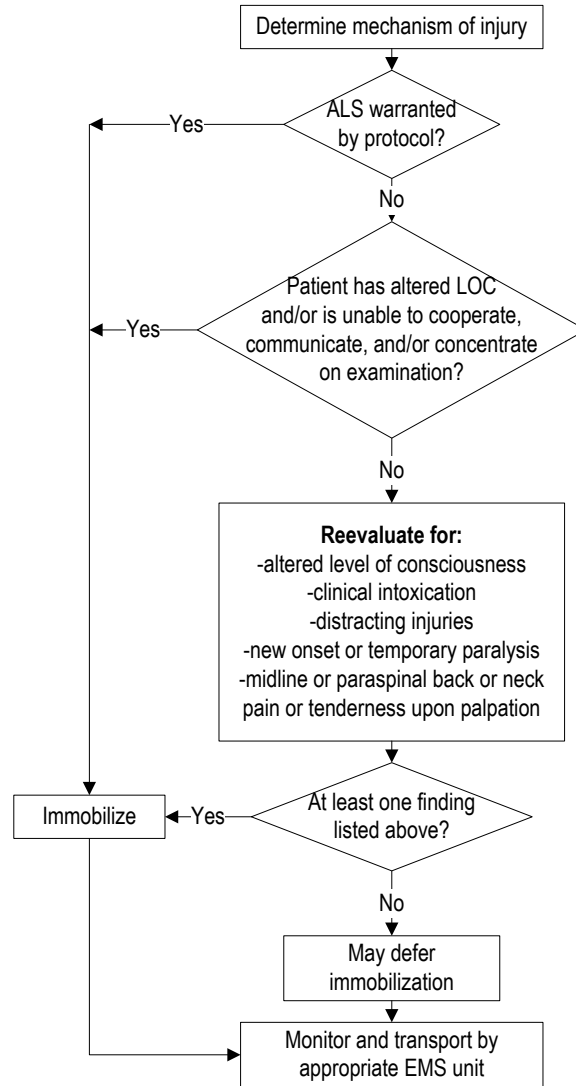 Determine mechanism of injury
ALS warranted
by protocol?
Yes
No
Patient has altered LOC
and/or is unable to cooperate,
communicate, and/or concentrate
on examination?
Yes
No
Reevaluate for:
-altered level of consciousness
-clinical intoxication
-distracting injuries
-new onset or temporary paralysis
-midline or paraspinal back or neck
pain or tenderness upon palpation
At least one finding
listed above?
Yes
Immobilize
No
May defer
immobilization
Monitor and transport by
appropriate EMS unit